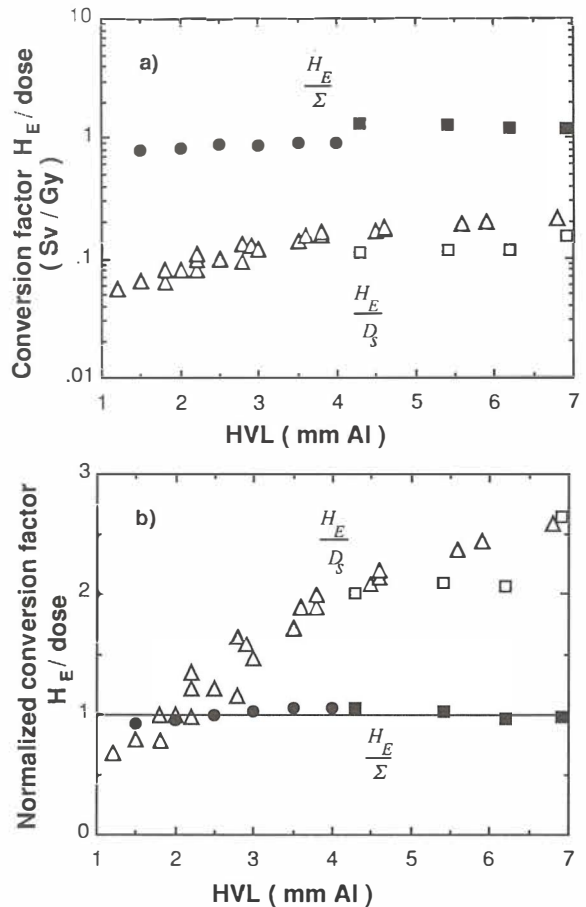 10
a)
H_E
Σ
1
.1
H_E
D_s
.01
1 2 3 4 5 6 7
HVL ( mm Al )
Conversion factor H_E / dose
( Sv / Gy )
3
b)
H_E
D_s
2
1
H_E
Σ
0
1 2 3 4 5 6 7
HVL ( mm Al )
Normalized conversion factor
H_E / dose